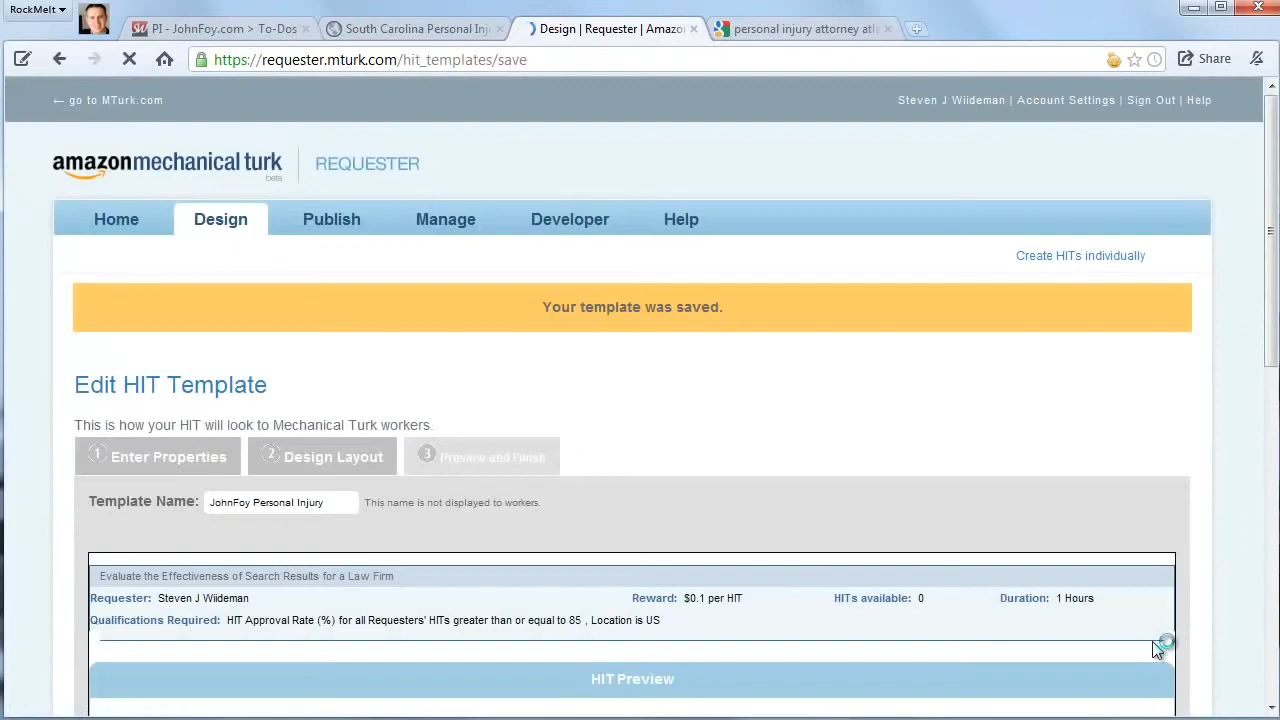 RockMelt
PI - JohnFoy.com > To-Dos
South Carolina Personal Inj
Design | Requester | Amazo
personal injury attorney atl
https://requester.mturk.com/hit_templates/save
Share
← go to MTurk.com
Steven J Wiideman | Account Settings | Sign Out | Help
amazonmechanical turk
beta
REQUESTER
Home
Design
Publish
Manage
Developer
Help
Create HITs individually
Your template was saved.
Edit HIT Template
This is how your HIT will look to Mechanical Turk workers.
1 Enter Properties
2 Design Layout
3 Preview and Finish
Template Name: JohnFoy Personal Injury This name is not displayed to workers.
Evaluate the Effectiveness of Search Results for a Law Firm
Requester: Steven J Wiideman Reward: $0.1 per HIT HITs available: 0 Duration: 1 Hours
Qualifications Required: HIT Approval Rate (%) for all Requesters' HITs greater than or equal to 85 , Location is US
HIT Preview